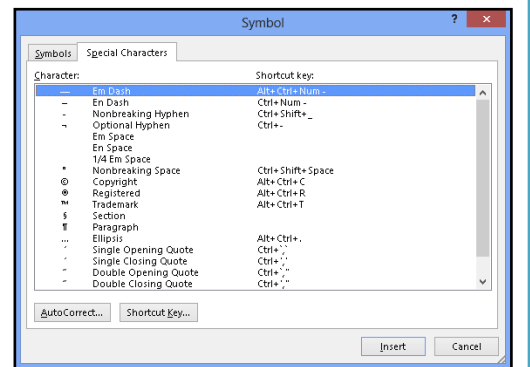 Symbol
? ×
Symbols Special Characters
Character: Shortcut key:
— Em Dash Alt+Ctrl+Num -
– En Dash Ctrl+Num -
- Nonbreaking Hyphen Ctrl+Shift+_
¬ Optional Hyphen Ctrl+-
Em Space
En Space
1/4 Em Space
° Nonbreaking Space Ctrl+Shift+Space
© Copyright Alt+Ctrl+C
® Registered Alt+Ctrl+R
™ Trademark Alt+Ctrl+T
§ Section
¶ Paragraph
... Ellipsis Alt+Ctrl+.
‘ Single Opening Quote Ctrl+`,`
’ Single Closing Quote Ctrl+','
“ Double Opening Quote Ctrl+`,"
” Double Closing Quote Ctrl+',"
AutoCorrect... Shortcut Key...
Insert Cancel